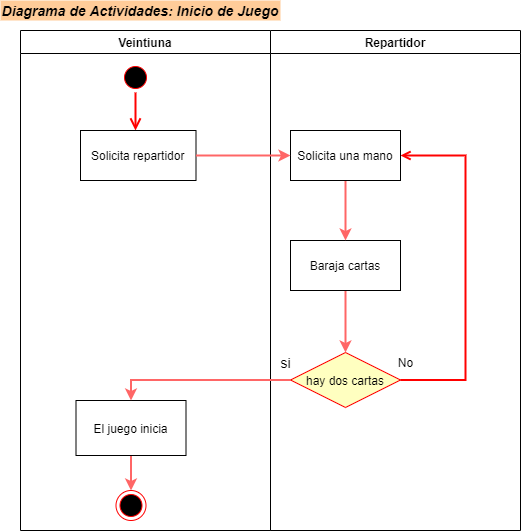 Diagrama de Actividades: Inicio de Juego
Veintiuna
Repartidor
Solicita repartidor
Solicita una mano
Baraja cartas
si
No
hay dos cartas
El juego inicia